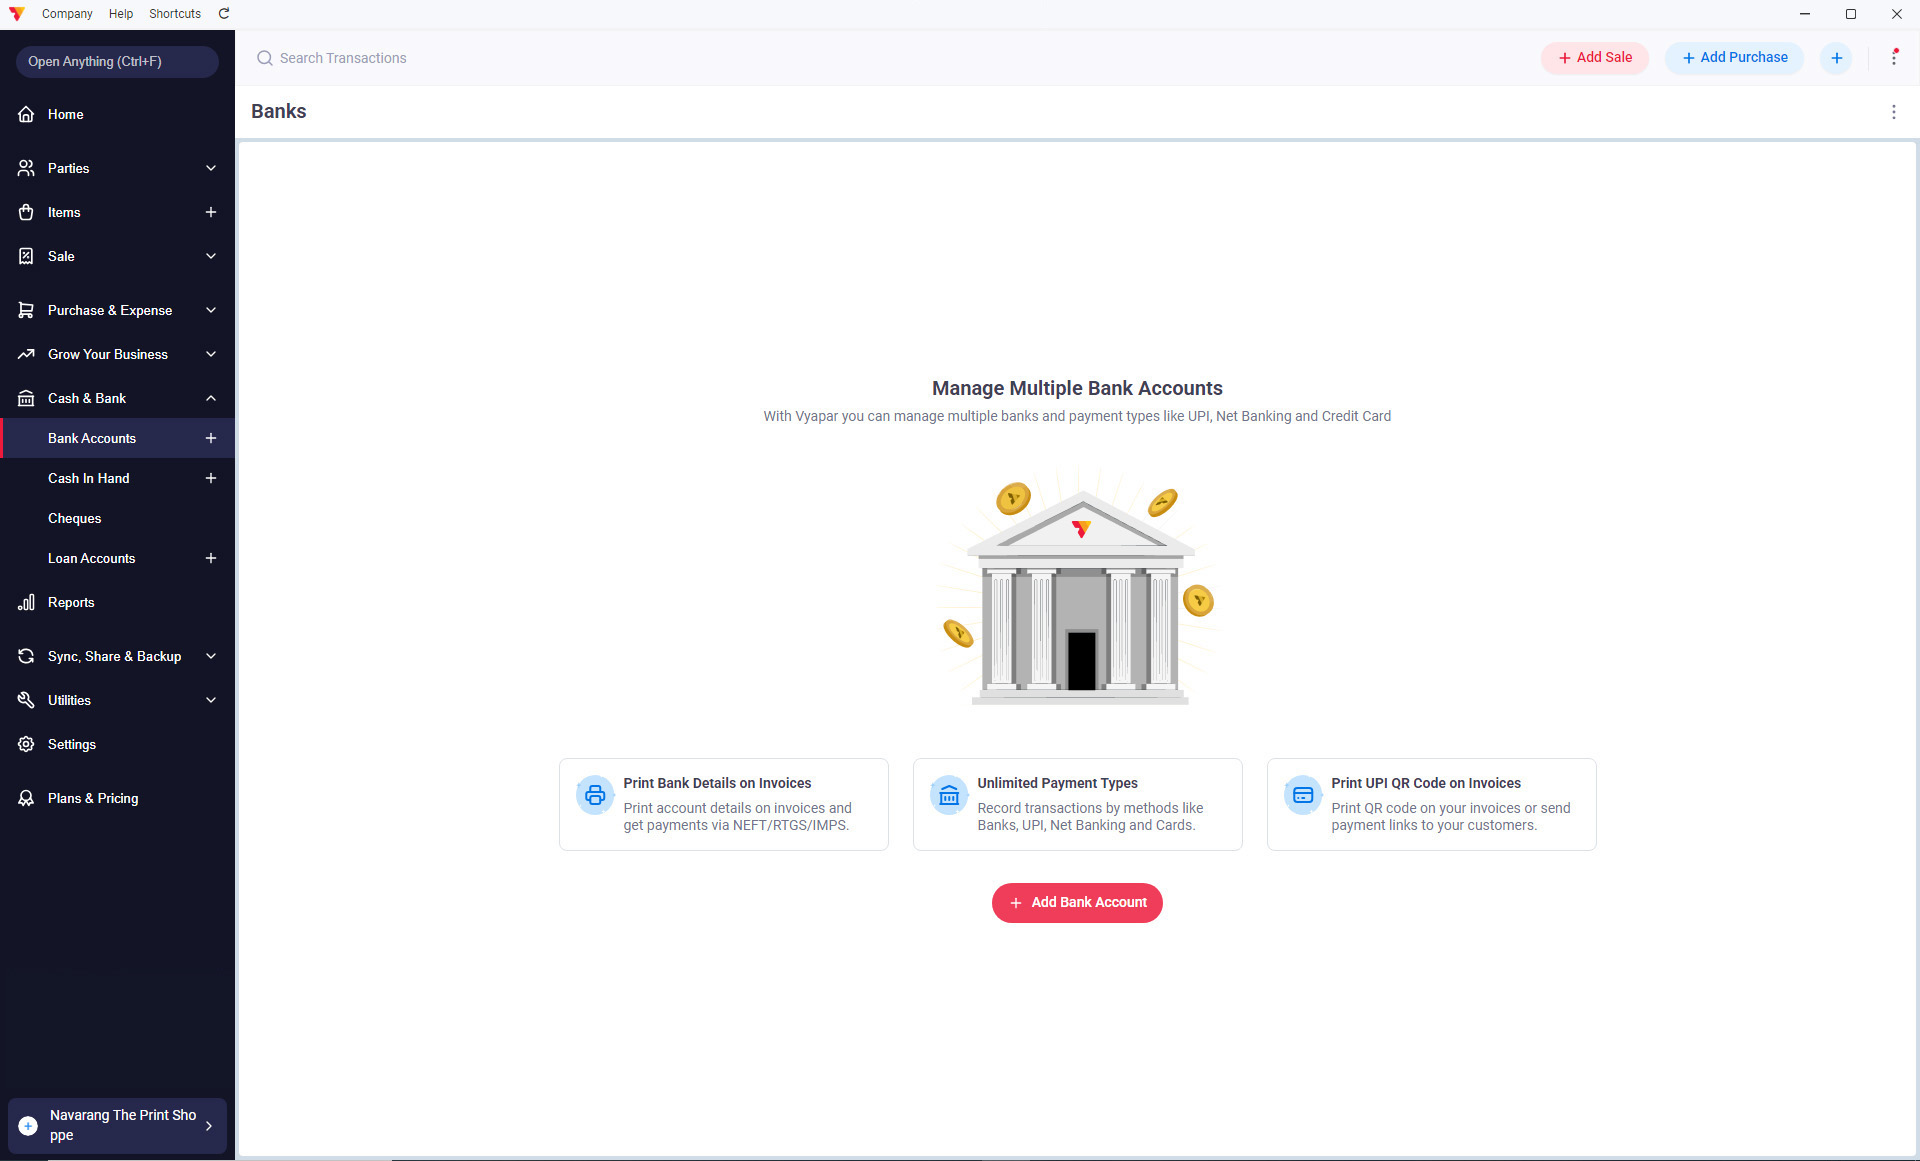 Company Help Shortcuts
Open Anything (Ctrl+F)
Search Transactions
+ Add Sale
+ Add Purchase
Banks
Home
Parties
Items
Sale
Purchase & Expense
Grow Your Business
Cash & Bank
Bank Accounts
Cash In Hand
Cheques
Loan Accounts
Reports
Sync, Share & Backup
Utilities
Settings
Plans & Pricing
Navarang The Print Sho
ppe
Manage Multiple Bank Accounts
With Vyapar you can manage multiple banks and payment types like UPI, Net Banking and Credit Card
Print Bank Details on Invoices
Print account details on invoices and
get payments via NEFT/RTGS/IMPS.
Unlimited Payment Types
Record transactions by methods like
Banks, UPI, Net Banking and Cards.
Print UPI QR Code on Invoices
Print QR code on your invoices or send
payment links to your customers.
+ Add Bank Account